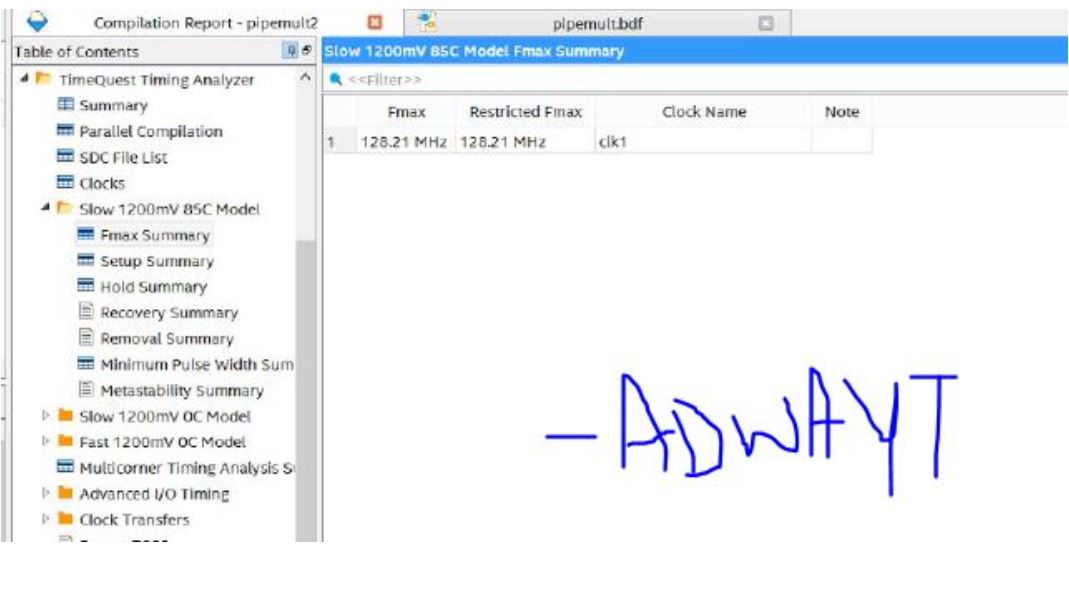 Compilation Report - pipemult2
pipemult.bdf
Table of Contents
TimeQuest Timing Analyzer
Summary
Parallel Compilation
SDC File List
Clocks
Slow 1200mV 85C Model
Fmax Summary
Setup Summary
Hold Summary
Recovery Summary
Removal Summary
Minimum Pulse Width Sum
Metastability Summary
Slow 1200mV 0C Model
Fast 1200mV 0C Model
Multicorner Timing Analysis S
Advanced I/O Timing
Clock Transfers
Slow 1200mV 85C Model Fmax Summary
<<Filter>>
Fmax Restricted Fmax Clock Name Note
1 128.21 MHz 128.21 MHz clk1
- ADWAYT